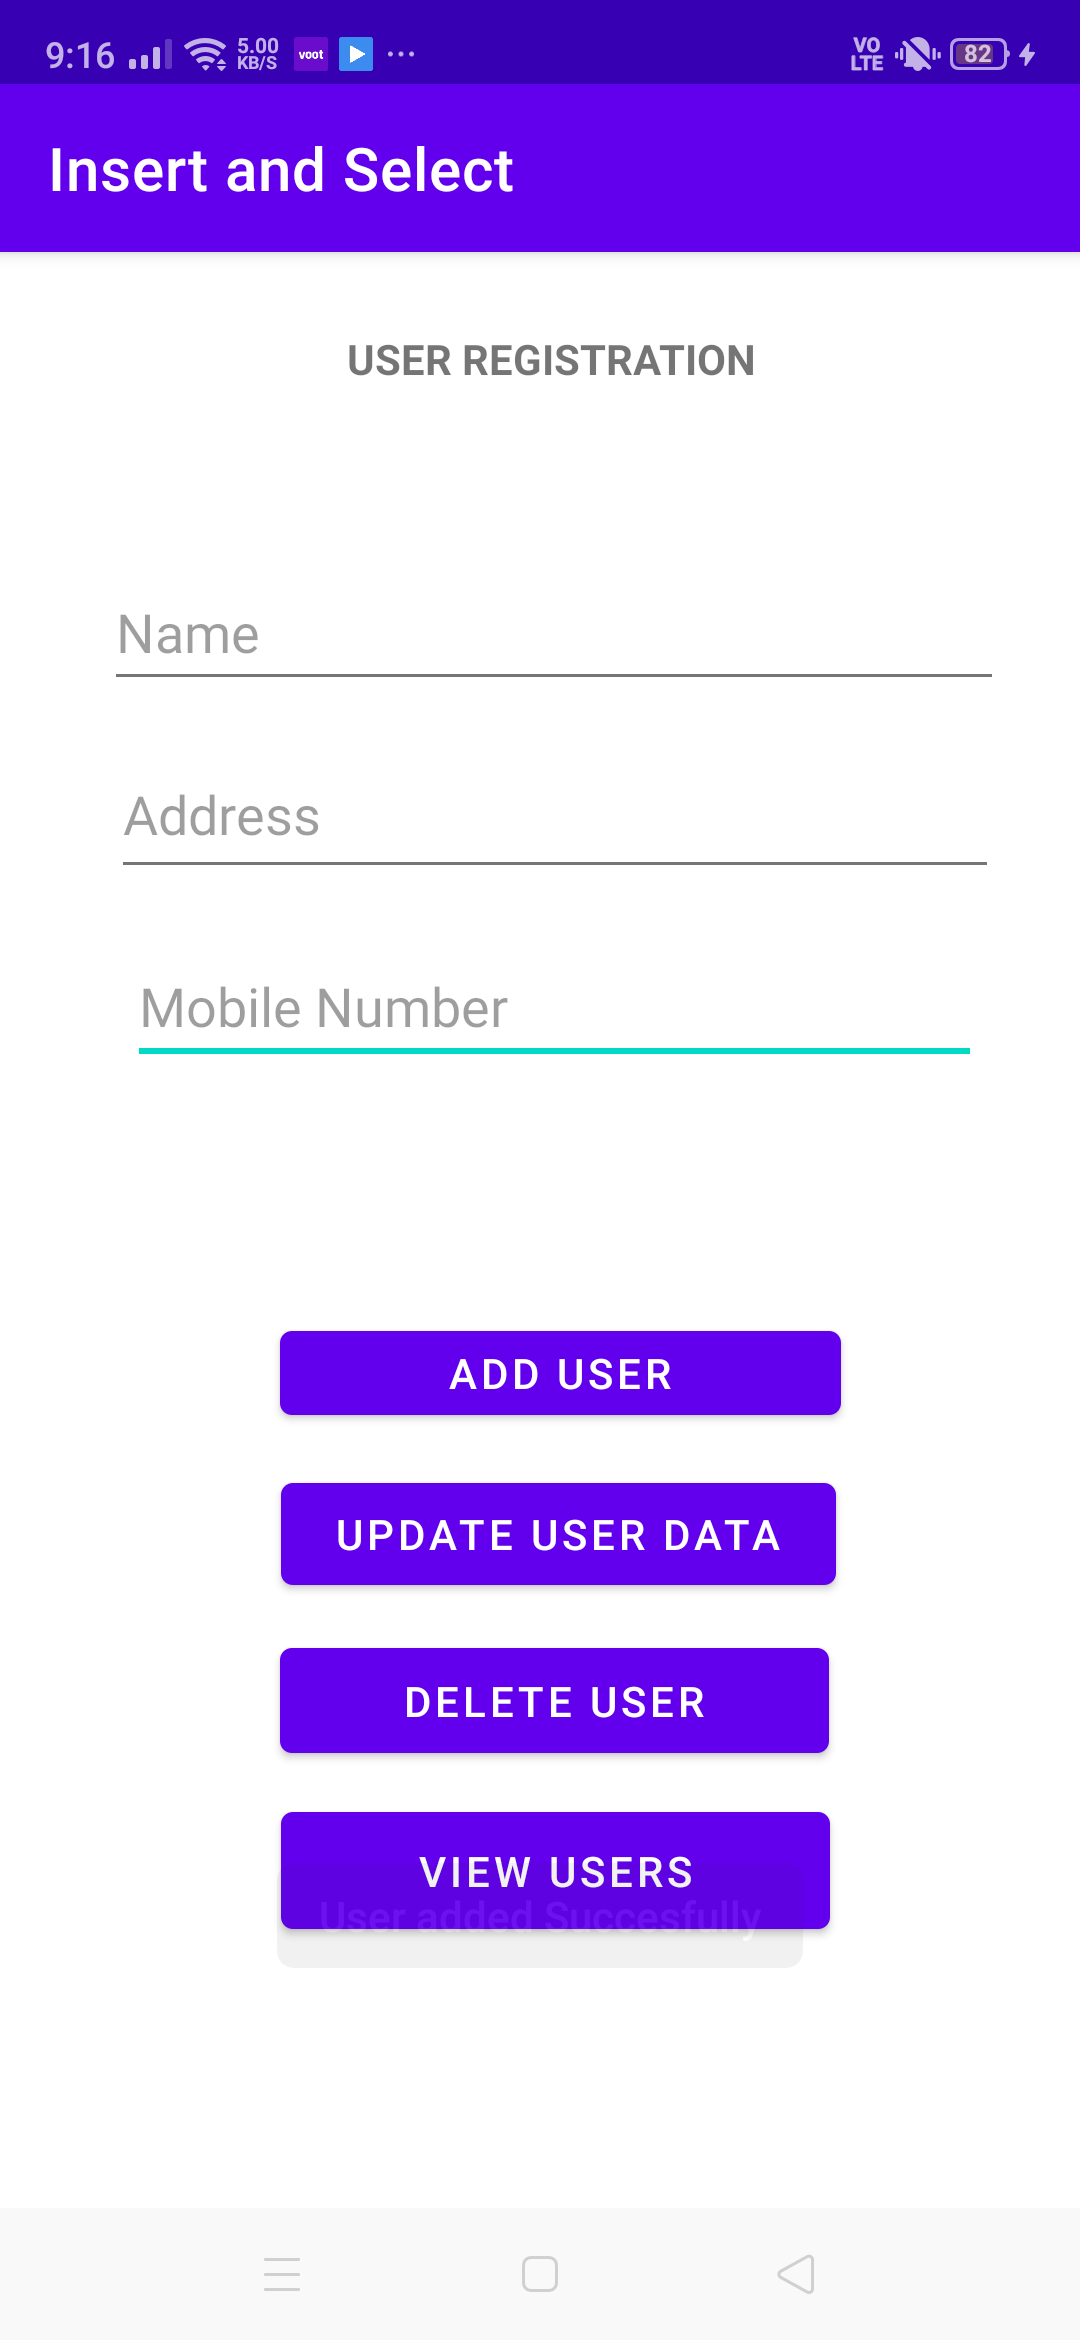 9:16 5.00 KB/S voot ... VO LTE 82
Insert and Select
USER REGISTRATION
Name
Address
Mobile Number
ADD USER
UPDATE USER DATA
DELETE USER
VIEW USERS
User added Succesfully